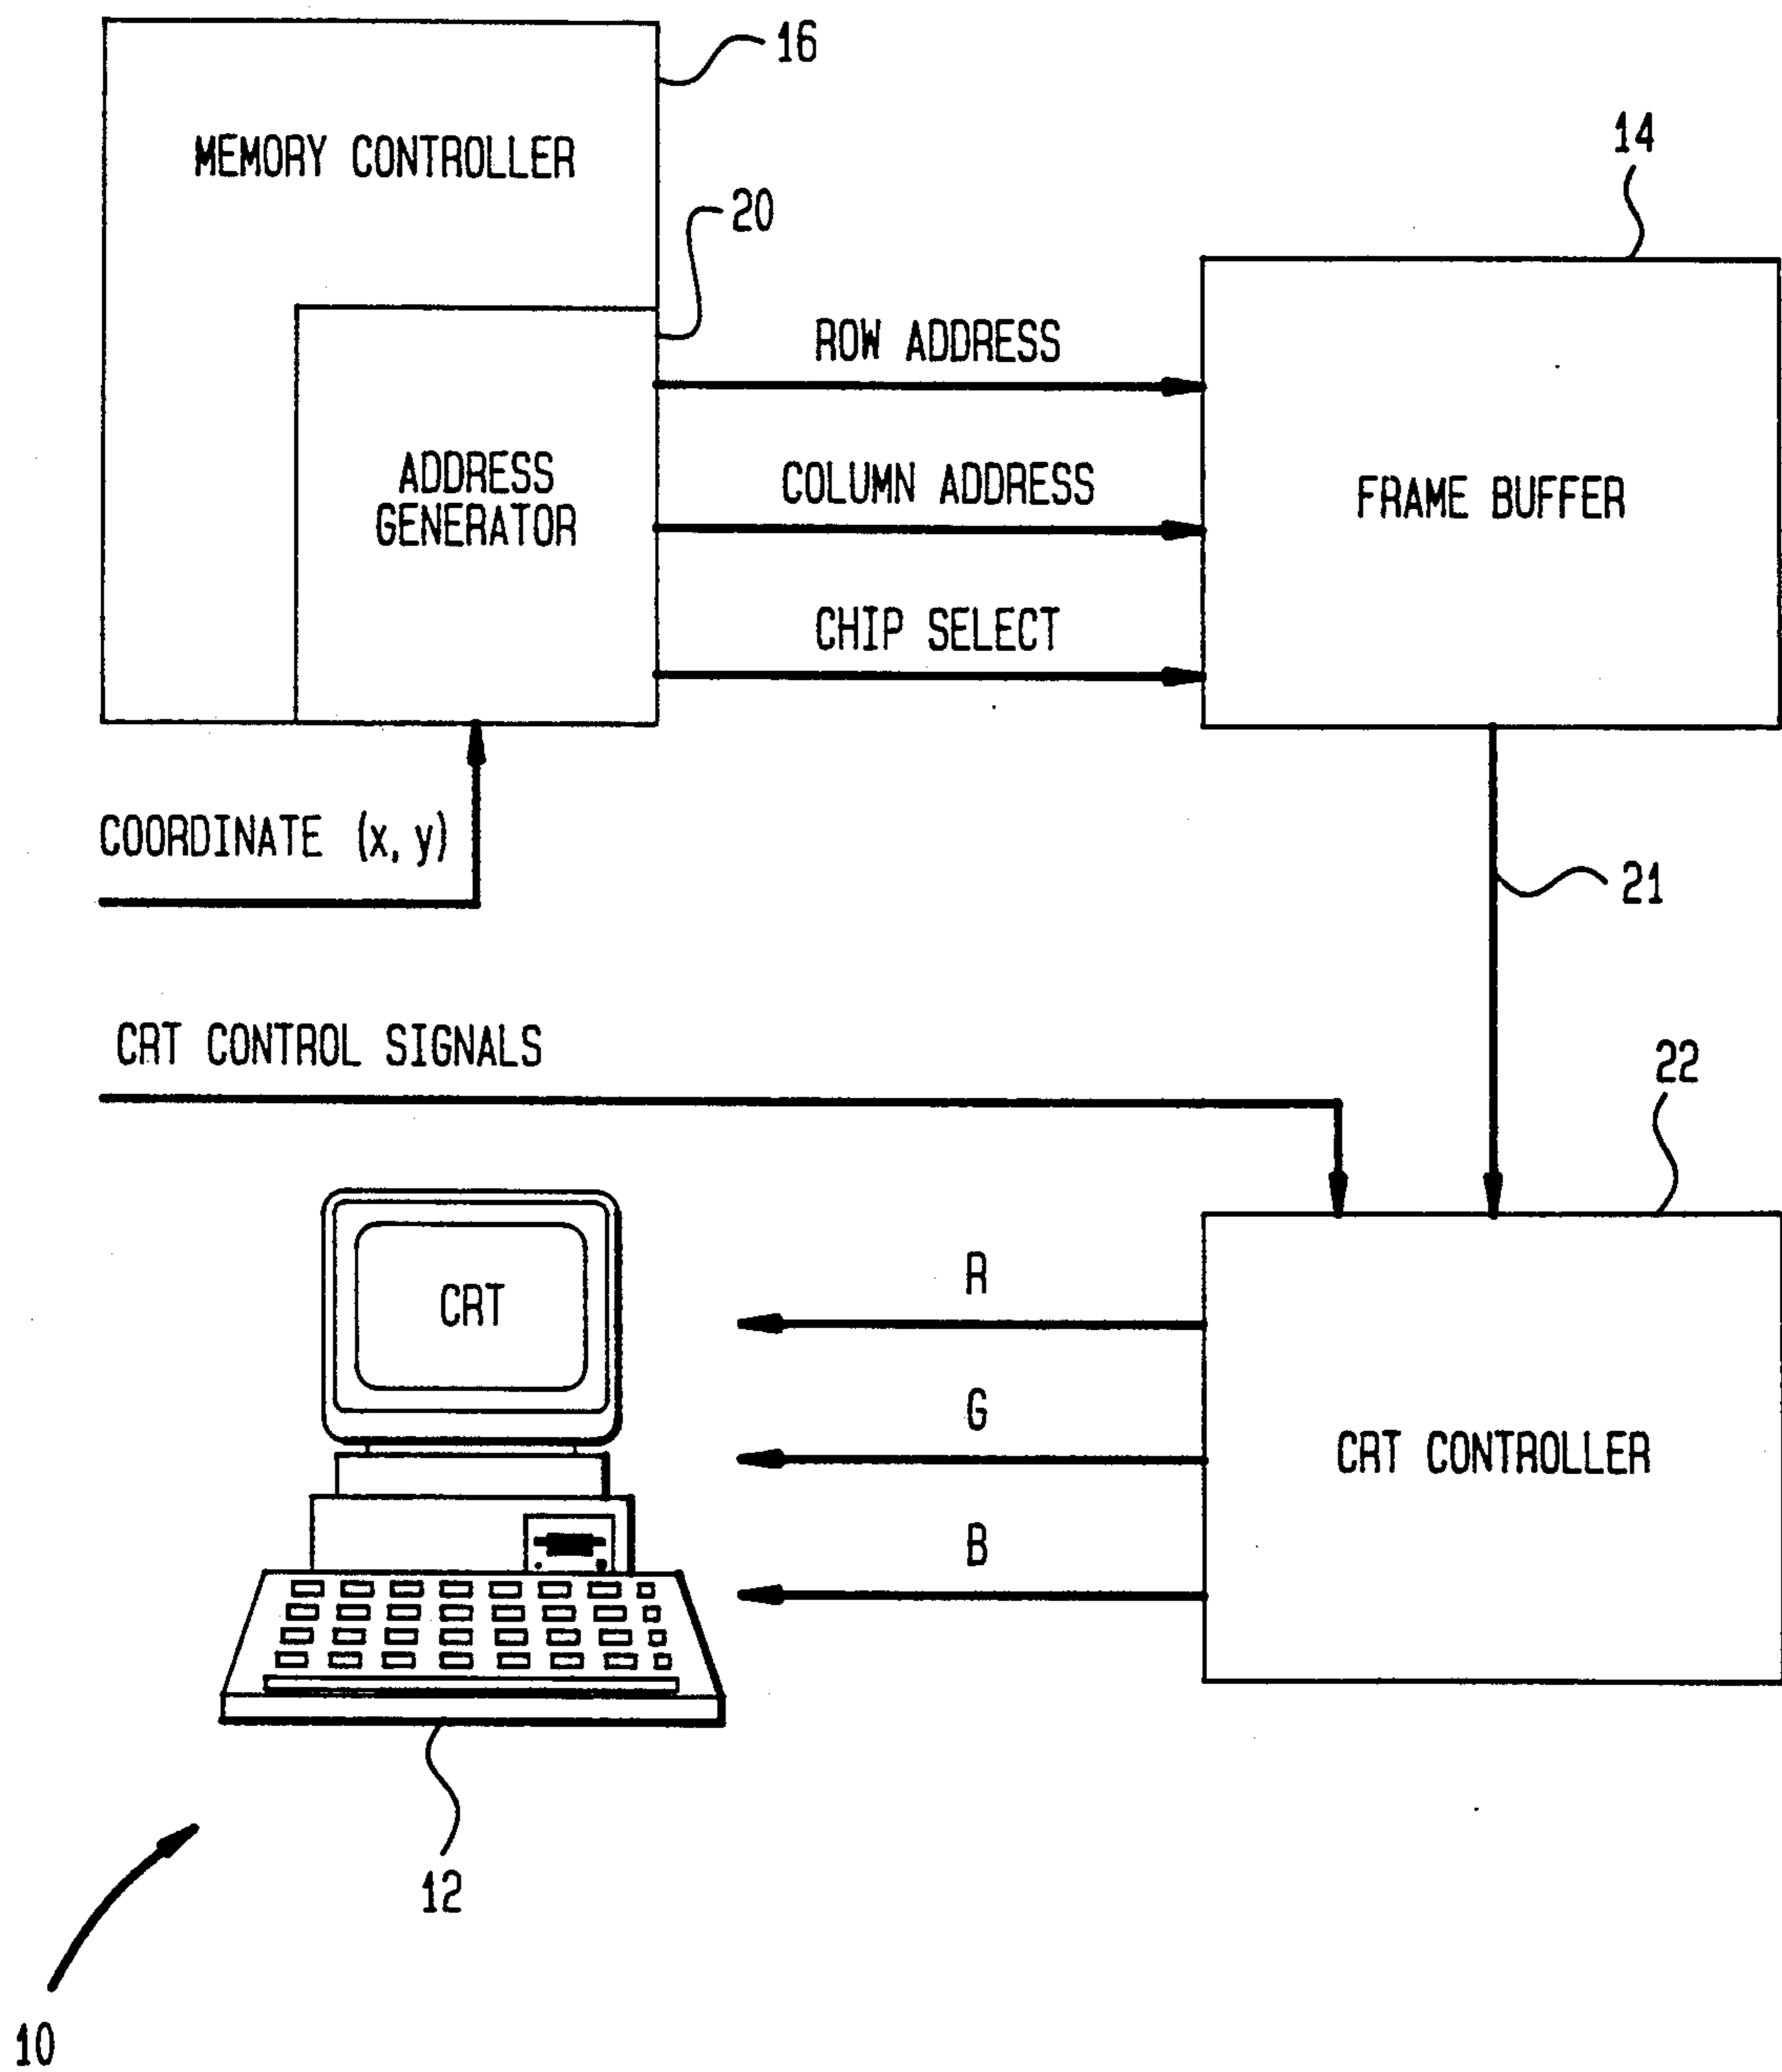 16
MEMORY CONTROLLER
14
20
ROW ADDRESS
ADDRESS
GENERATOR
COLUMN ADDRESS
FRAME BUFFER
CHIP SELECT
COORDINATE (x, y)
21
CRT CONTROL SIGNALS
22
CRT
R
G
CRT CONTROLLER
B
12
10